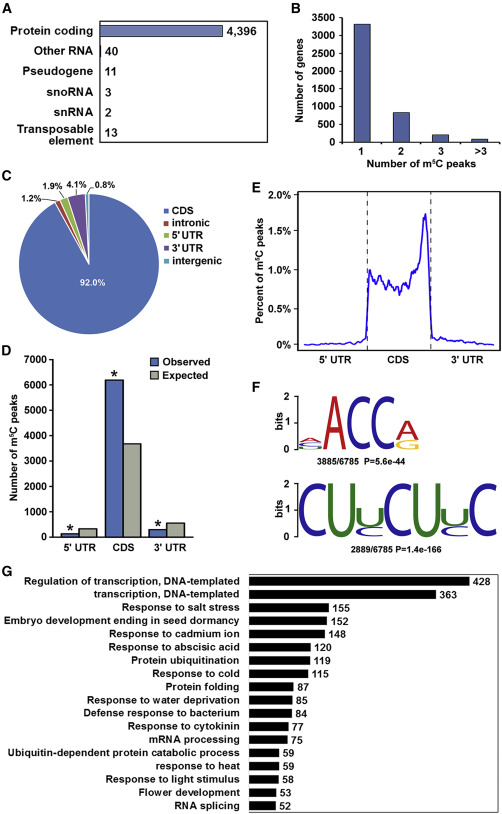 A
Protein coding 4,396
Other RNA 40
Pseudogene 11
snoRNA 3
snRNA 2
Transposable 13
element
B
Number of genes
3500
3000
2500
2000
1500
1000
500
0
1 2 3 >3
Number of m⁵C peaks
C
1.2% 1.9% 4.1% 0.8%
92.0%
CDS
intronic
5' UTR
3' UTR
intergenic
D
Number of m⁵C peaks
7000
6000
5000
4000
3000
2000
1000
0
* * *
Observed
Expected
5' UTR CDS 3' UTR
E
Percent of m⁵C peaks
2.0%
1.5%
1.0%
0.5%
0%
5' UTR CDS 3' UTR
F
bits
2
1
0
ACCA
G
3885/6785 P=5.6e-44
bits
2
1
0
CUUCUUC
C C
2889/6785 P=1.4e-166
G
Regulation of transcription, DNA-templated 428
transcription, DNA-templated 363
Response to salt stress 155
Embryo development ending in seed dormancy 152
Response to cadmium ion 148
Response to abscisic acid 120
Protein ubiquitination 119
Response to cold 115
Protein folding 87
Response to water deprivation 85
Defense response to bacterium 84
Response to cytokinin 77
mRNA processing 75
Ubiquitin-dependent protein catabolic process 59
response to heat 59
Response to light stimulus 58
Flower development 53
RNA splicing 52